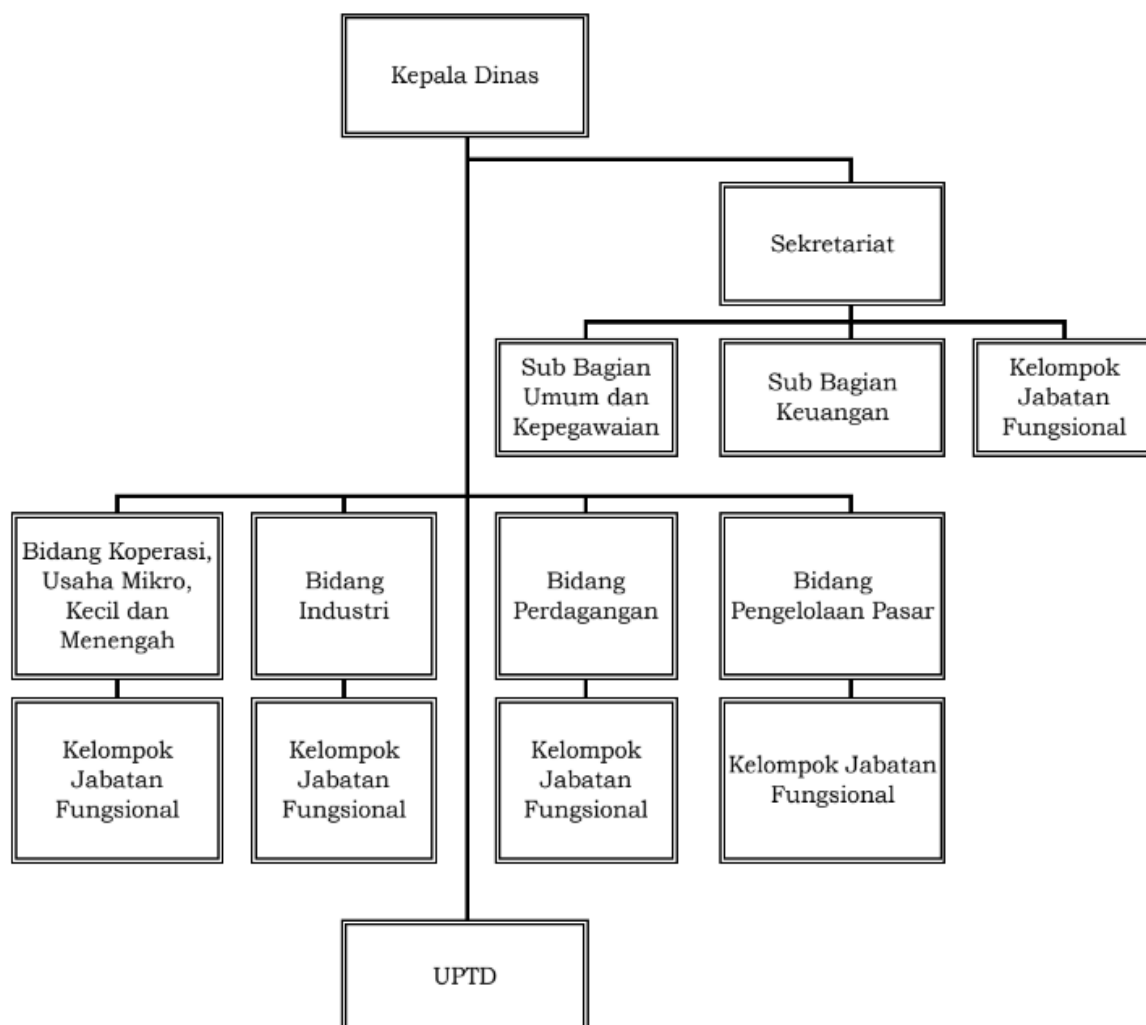 Kepala Dinas
Sekretariat
Sub Bagian
Umum dan
Kepegawaian
Sub Bagian
Keuangan
Kelompok
Jabatan
Fungsional
Bidang Koperasi,
Usaha Mikro,
Kecil dan
Menengah
Bidang
Industri
Bidang
Perdagangan
Bidang
Pengelolaan Pasar
Kelompok
Jabatan
Fungsional
Kelompok
Jabatan
Fungsional
Kelompok
Jabatan
Fungsional
Kelompok Jabatan
Fungsional
UPTD